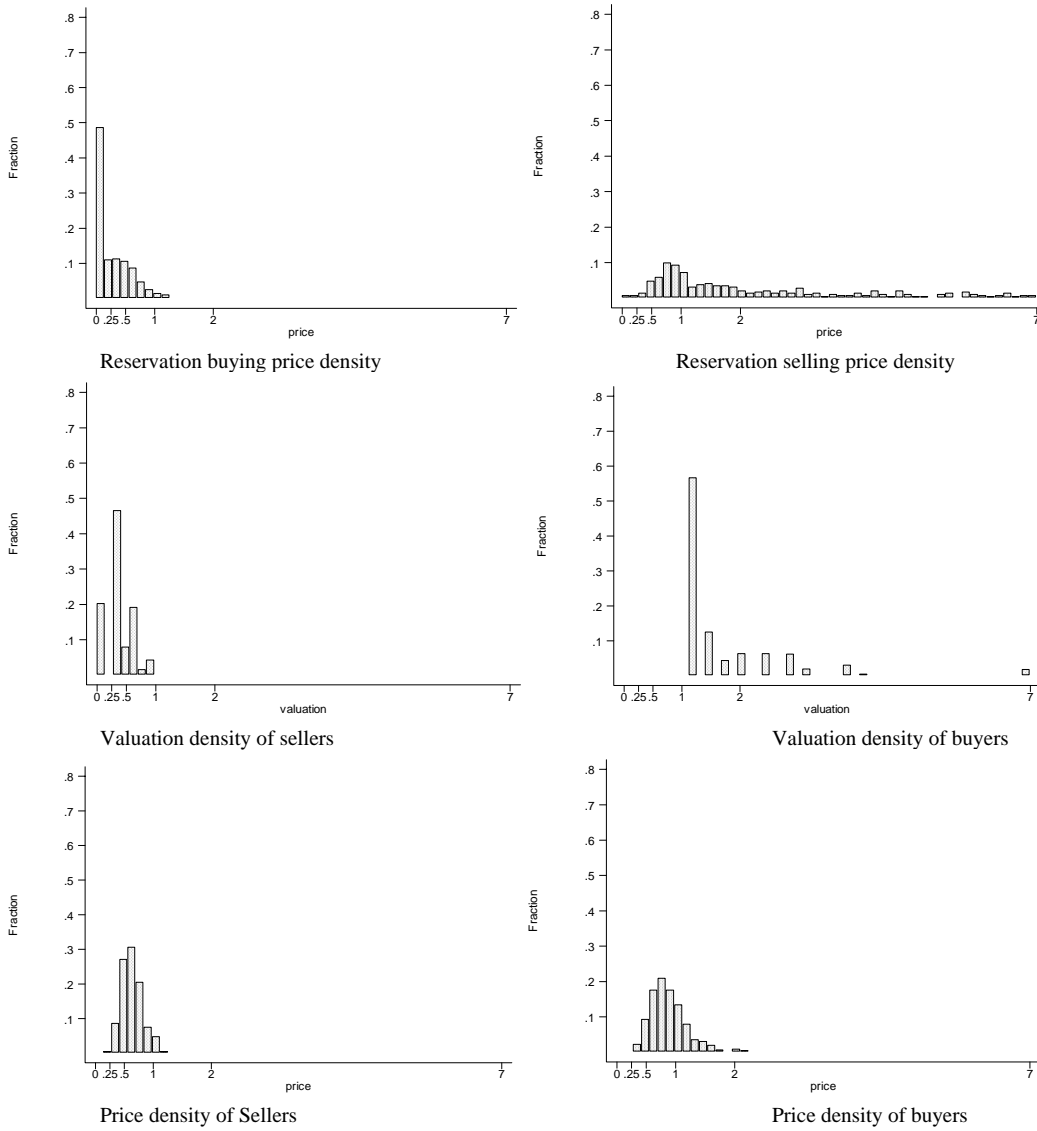 .8
.7
.6
.5
.4
.3
.2
.1
Fraction
0 .25 .5 1 2 7
price
Reservation buying price density
.8
.7
.6
.5
.4
.3
.2
.1
Fraction
0 .25 .5 1 2 7
price
Reservation selling price density
.8
.7
.6
.5
.4
.3
.2
.1
Fraction
0 .25 .5 1 2 7
valuation
Valuation density of sellers
.8
.7
.6
.5
.4
.3
.2
.1
Fraction
0 .25 .5 1 2 7
valuation
Valuation density of buyers
.8
.7
.6
.5
.4
.3
.2
.1
Fraction
0 .25 .5 1 2 7
price
Price density of Sellers
.8
.7
.6
.5
.4
.3
.2
.1
Fraction
0 .25 .5 1 2 7
price
Price density of buyers